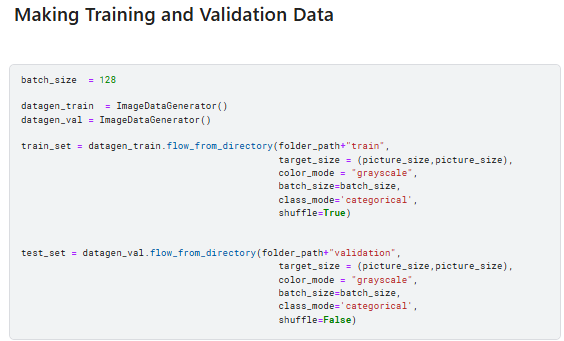 Making Training and Validation Data
batch_size  = 128
datagen_train  = ImageDataGenerator()
datagen_val = ImageDataGenerator()
train_set = datagen_train.flow_from_directory(folder_path+"train",
target_size = (picture_size,picture_size),
color_mode = "grayscale",
batch_size=batch_size,
class_mode='categorical',
shuffle=True)
test_set = datagen_val.flow_from_directory(folder_path+"validation",
target_size = (picture_size,picture_size),
color_mode = "grayscale",
batch_size=batch_size,
class_mode='categorical',
shuffle=False)